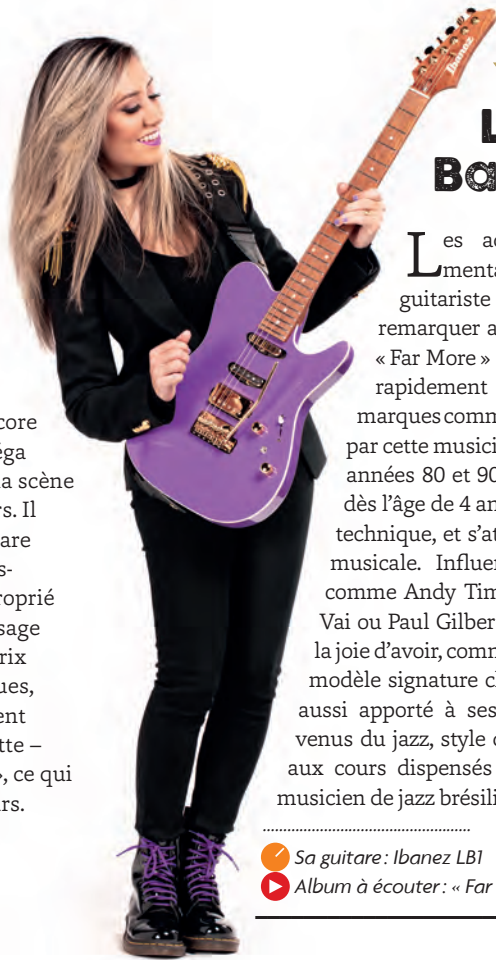 core
éga
a scène
rs. Il
are
s-
roprié
sage
rix
ues,
ent
tte –
», ce qui
rs.
Ibanez
L
Ba
Les ac
menta
guitariste
remarquer a
« Far More »
rapidement
marques comm
par cette musici
années 80 et 90
dès l’âge de 4 an
technique, et s’at
musicale. Influen
comme Andy Tim
Vai ou Paul Gilber
la joie d’avoir, comm
modèle signature c
aussi apporté à ses
venus du jazz, style
aux cours dispensés
musicien de jazz brésili
Sa guitare : Ibanez LB1
Album à écouter : « Far